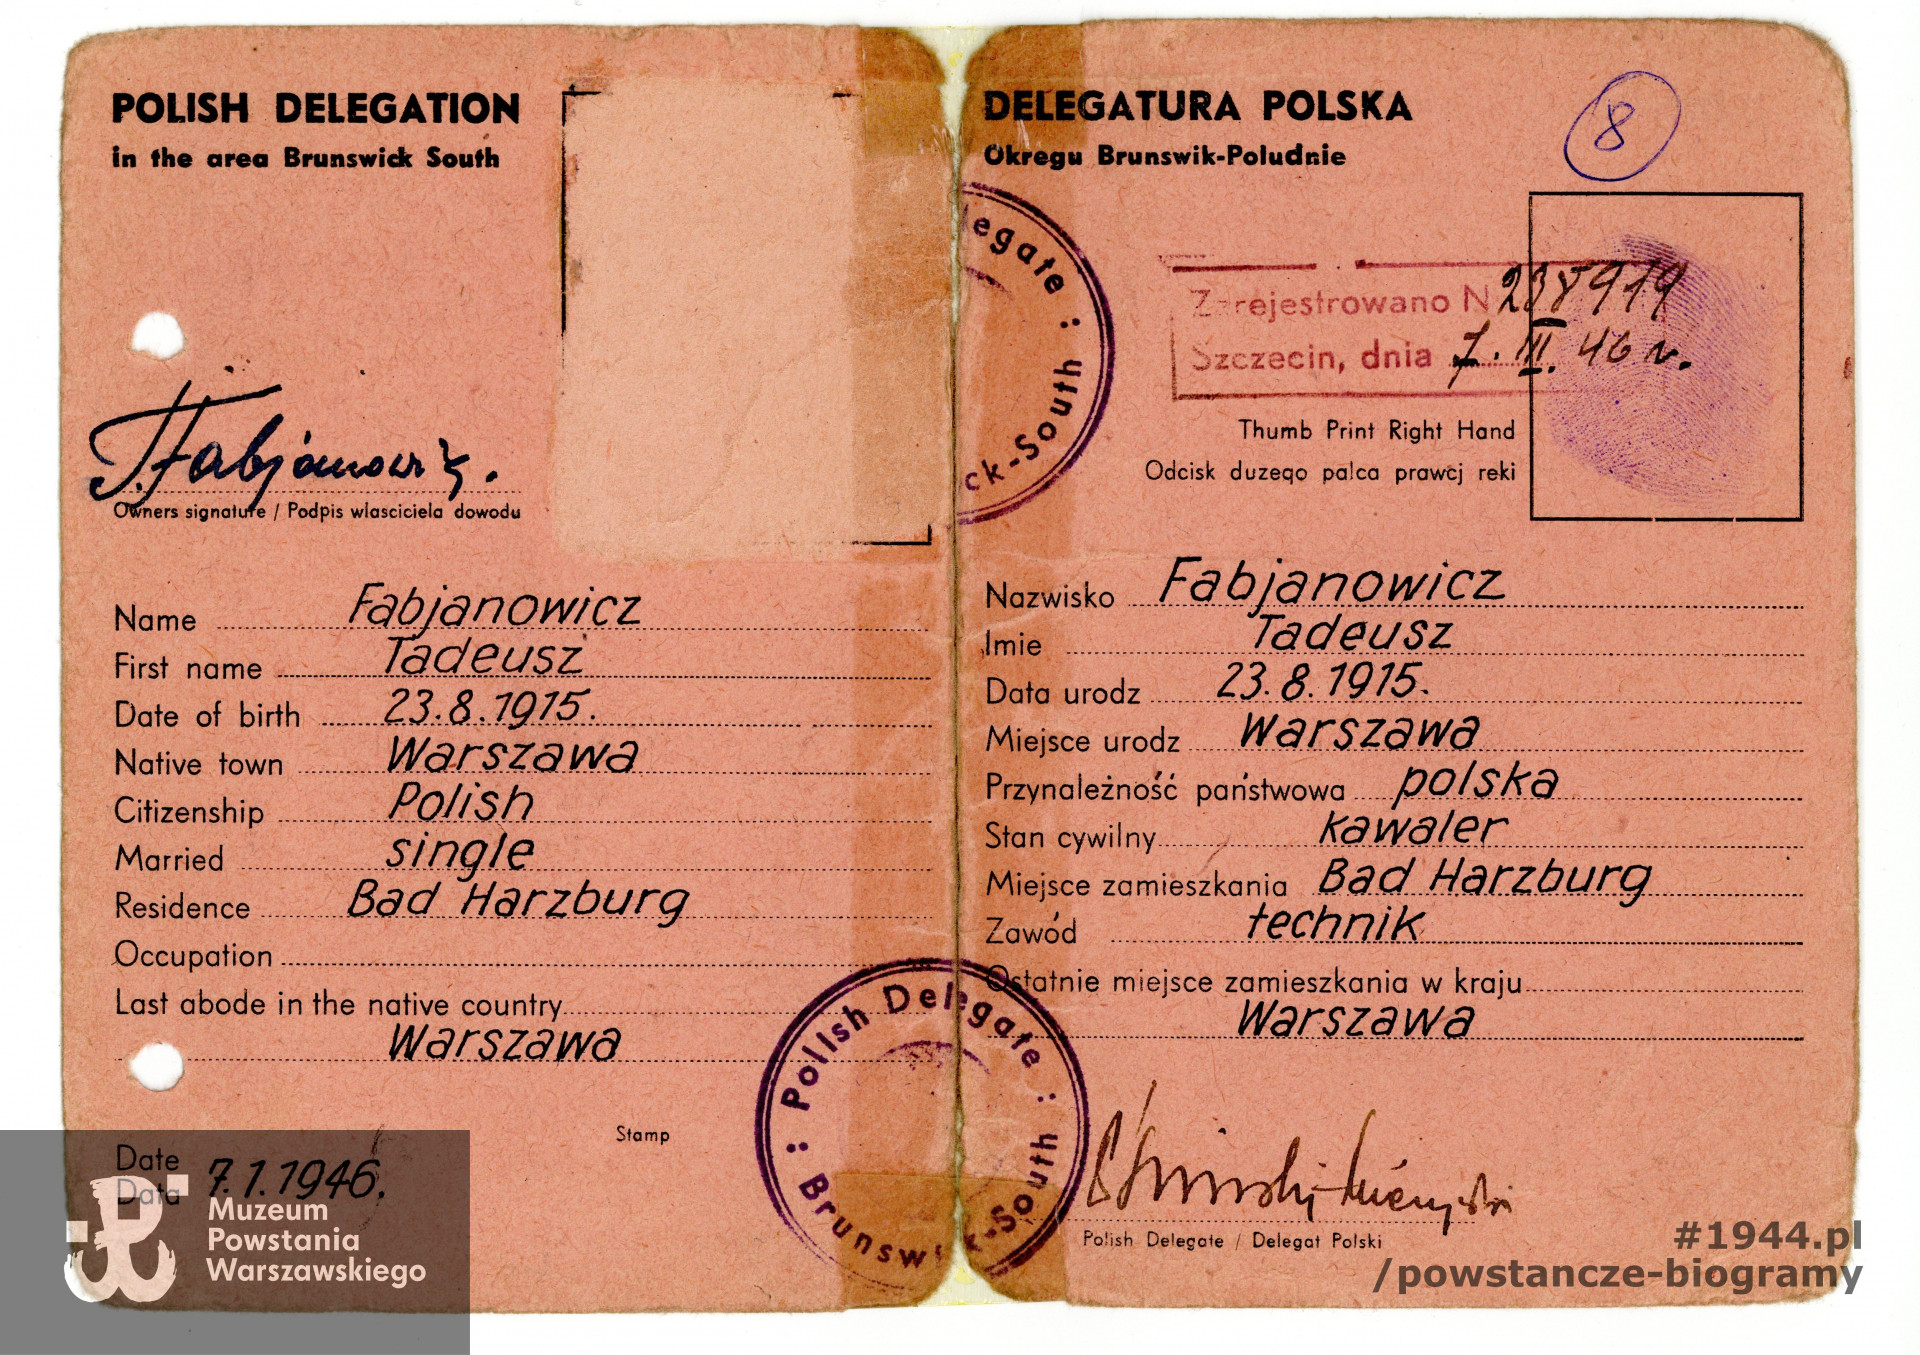 POLISH DELEGATION
in the area Brunswick South
T. Fabjanowicz.
Owners signature / Podpis wlasciciela dowodu
Name Fabjanowicz
First name Tadeusz
Date of birth 23.8.1915.
Native town Warszawa
Citizenship Polish
Married single
Residence Bad Harzburg
Occupation
Last abode in the native country
Warszawa
Stamp
Date
Data 7.1.1946.
: Polish Delegate :
Brunswick-South
DELEGATURA POLSKA
Okregu Brunswik-Poludnie
8
legate :
ck-South
Zarejestrowano N 238919
Szczecin, dnia 7. III. 46 r.
Thumb Print Right Hand
Odcisk duzego palca prawej reki
Nazwisko Fabjanowicz
Imie Tadeusz
Data urodz 23.8.1915.
Miejsce urodz Warszawa
Przynależność państwowa polska
Stan cywilny kawaler
Miejsce zamieszkania Bad Harzburg
Zawód technik
Ostatnie miejsce zamieszkania w kraju
Warszawa
Polish Delegate / Delegat Polski
Muzeum
Powstania
Warszawskiego
#1944.pl
/powstancze-biogramy